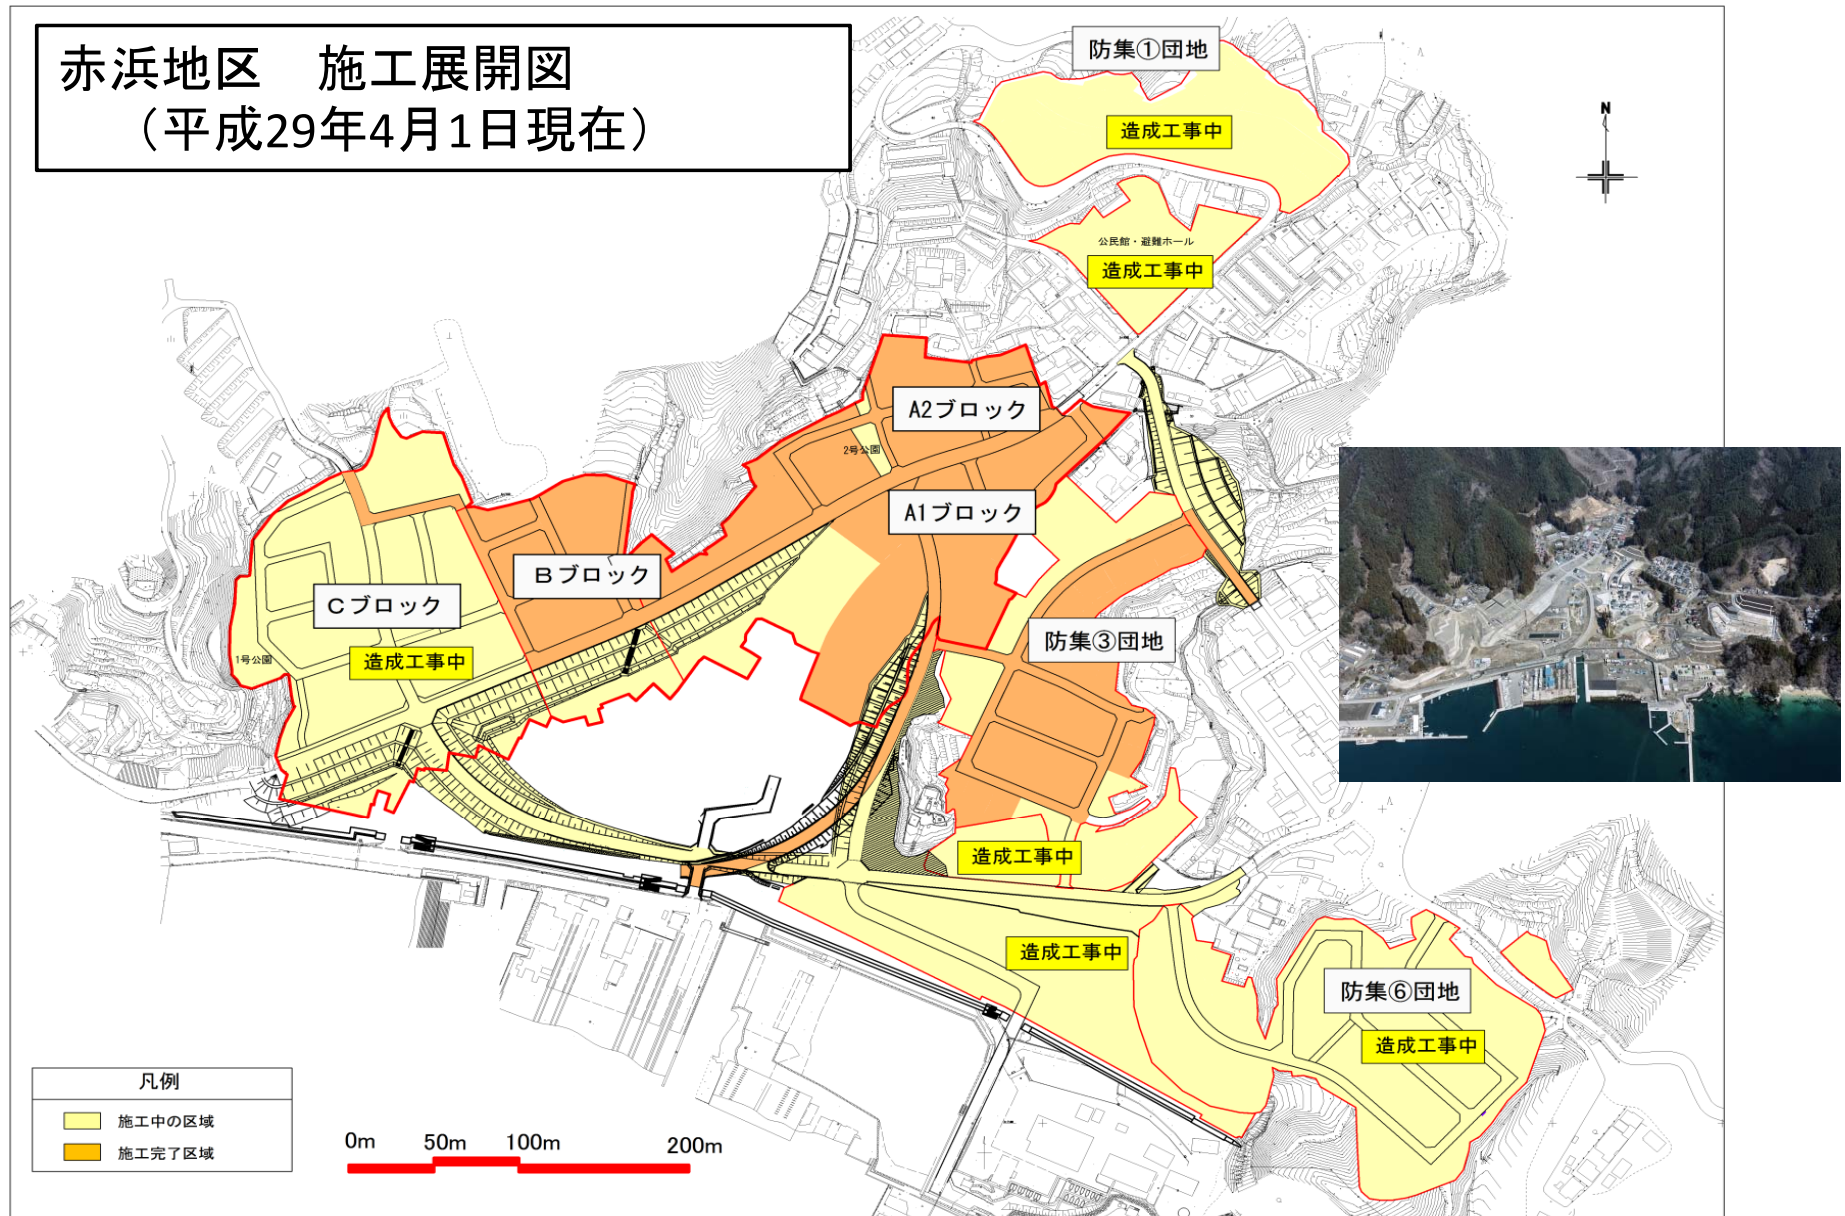 赤浜地区　施工展開図
（平成29年4月1日現在）
防集①団地
造成工事中
N
公民館・避難ホール
造成工事中
A2ブロック
2号公園
A1ブロック
Bブロック
Cブロック
防集③団地
1号公園
造成工事中
造成工事中
造成工事中
防集⑥団地
造成工事中
凡例
施工中の区域
施工完了区域
0m 50m 100m 200m